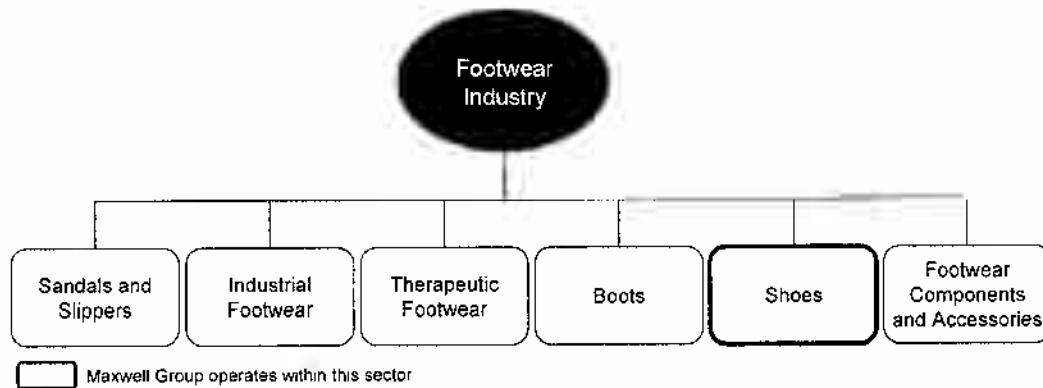 Footwear
Industry
Sandals and
Slippers
Industrial
Footwear
Therapeutic
Footwear
Boots
Shoes
Footwear
Components
and Accessories
Maxwell Group operates within this sector